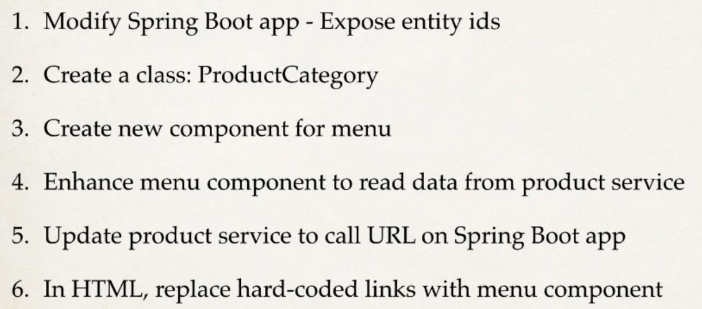 1. Modify Spring Boot app - Expose entity ids
2. Create a class: ProductCategory
3. Create new component for menu
4. Enhance menu component to read data from product service
5. Update product service to call URL on Spring Boot app
6. In HTML, replace hard-coded links with menu component